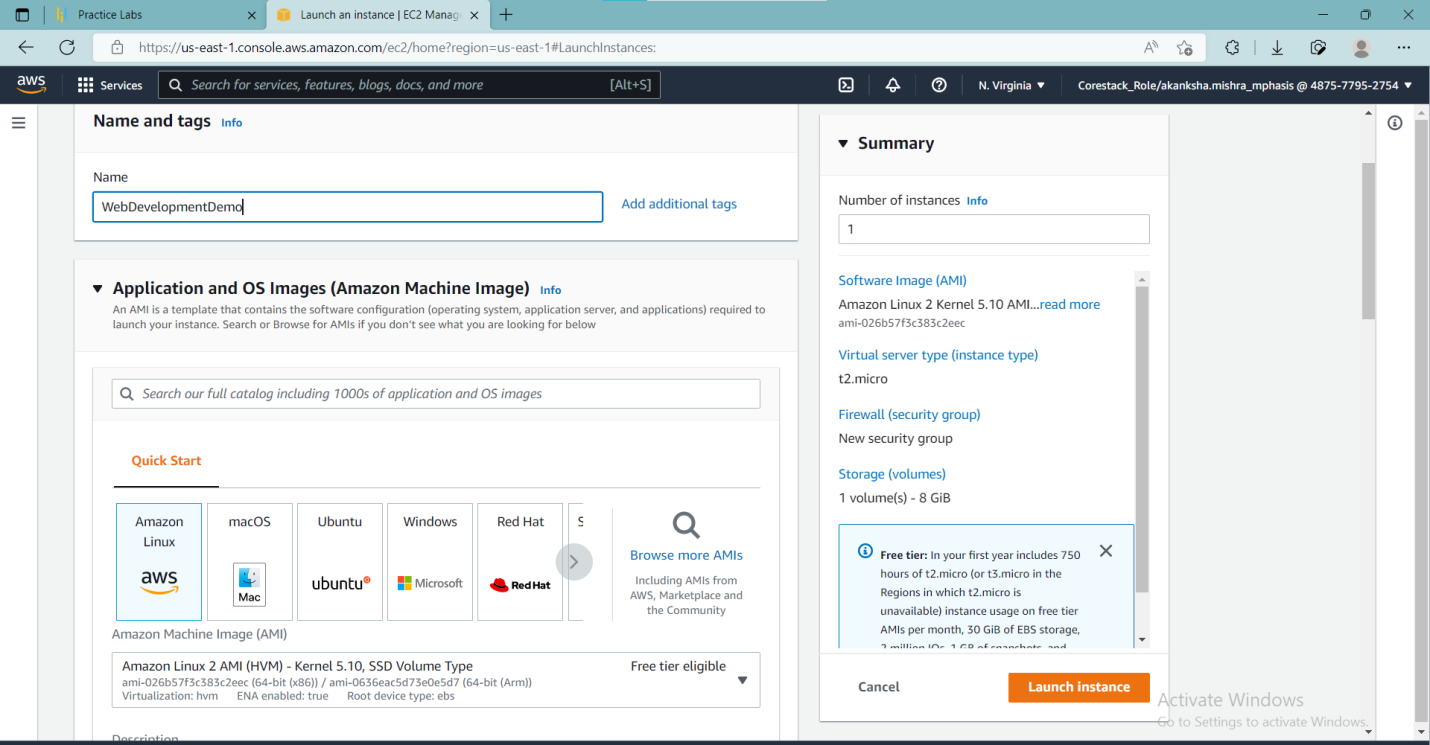 Practice Labs
Launch an instance | EC2 Manag
https://us-east-1.console.aws.amazon.com/ec2/home?region=us-east-1#LaunchInstances:
aws
Services
Search for services, features, blogs, docs, and more
[Alt+S]
N. Virginia
Corestack_Role/akanksha.mishra_mphasis @ 4875-7795-2754
Name and tags Info
Name
WebDevelopmentDemo
Add additional tags
Application and OS Images (Amazon Machine Image) Info
An AMI is a template that contains the software configuration (operating system, application server, and applications) required to
launch your instance. Search or Browse for AMIs if you don't see what you are looking for below
Search our full catalog including 1000s of application and OS images
Quick Start
Amazon
Linux
aws
macOS
Mac
Ubuntu
ubuntu
Windows
Microsoft
Red Hat
Red Hat
S
Browse more AMIs
Including AMIs from
AWS, Marketplace and
the Community
Amazon Machine Image (AMI)
Amazon Linux 2 AMI (HVM) - Kernel 5.10, SSD Volume Type
Free tier eligible
ami-026b57f3c383c2eec (64-bit (x86)) / ami-0636eac5d73e0e5d7 (64-bit (Arm))
Virtualization: hvm ENA enabled: true Root device type: ebs
Description
Summary
Number of instances Info
1
Software Image (AMI)
Amazon Linux 2 Kernel 5.10 AMI...read more
ami-026b57f3c383c2eec
Virtual server type (instance type)
t2.micro
Firewall (security group)
New security group
Storage (volumes)
1 volume(s) - 8 GiB
Free tier: In your first year includes 750
hours of t2.micro (or t3.micro in the
Regions in which t2.micro is
unavailable) instance usage on free tier
AMIs per month, 30 GiB of EBS storage,
2 million IOs, 1 GB of snapshots, and
Cancel
Launch instance
Activate Windows
Go to Settings to activate Windows.